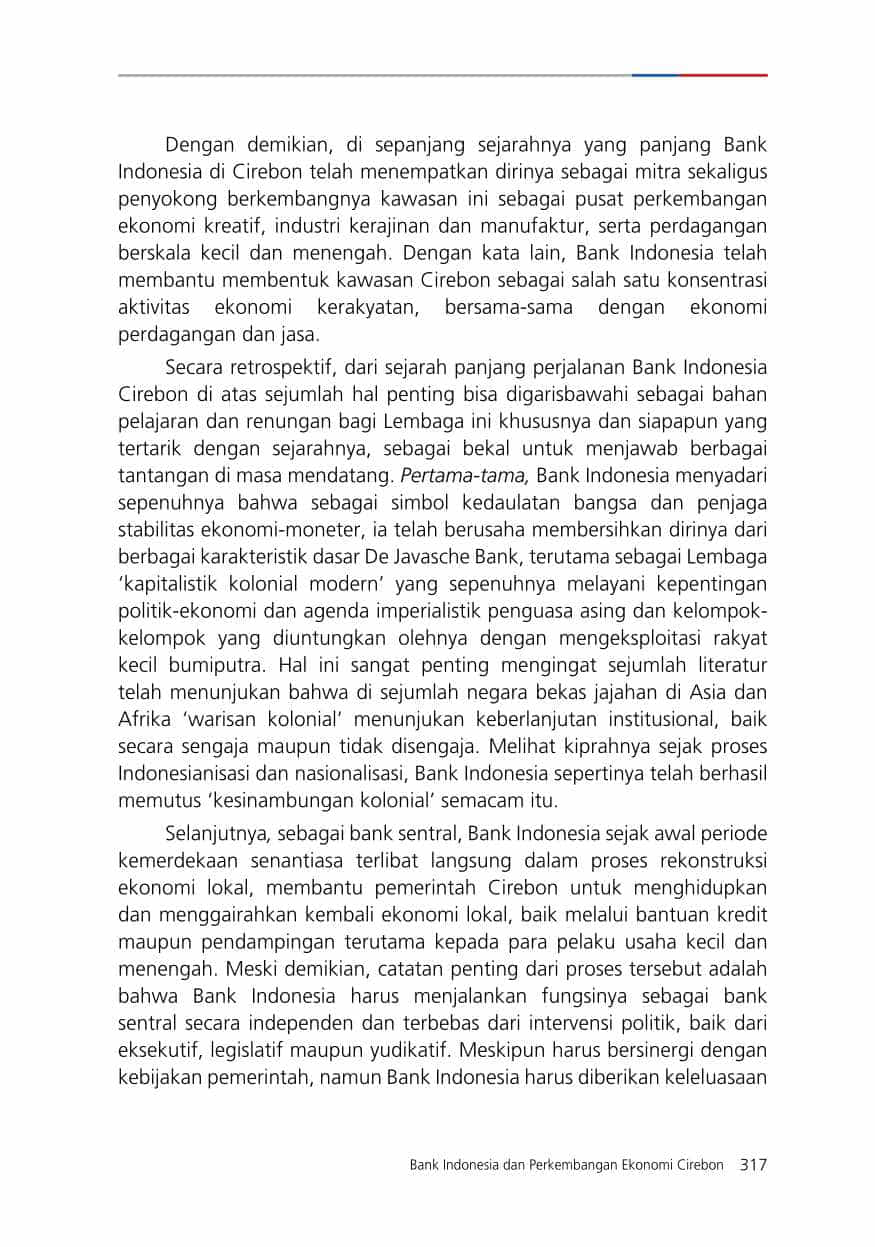 Dengan demikian, di sepanjang sejarahnya yang panjang Bank
Indonesia di Cirebon telah menempatkan dirinya sebagai mitra sekaligus
penyokong berkembangnya kawasan ini sebagai pusat perkembangan
ekonomi kreatif, industri kerajinan dan manufaktur, serta perdagangan
berskala kecil dan menengah. Dengan kata lain, Bank Indonesia telah
membantu membentuk kawasan Cirebon sebagai salah satu konsentrasi
aktivitas ekonomi kerakyatan, bersama-sama dengan ekonomi
perdagangan dan jasa.
Secara retrospektif, dari sejarah panjang perjalanan Bank Indonesia
Cirebon di atas sejumlah hal penting bisa digarisbawahi sebagai bahan
pelajaran dan renungan bagi Lembaga ini khususnya dan siapapun yang
tertarik dengan sejarahnya, sebagai bekal untuk menjawab berbagai
tantangan di masa mendatang. Pertama-tama, Bank Indonesia menyadari
sepenuhnya bahwa sebagai simbol kedaulatan bangsa dan penjaga
stabilitas ekonomi-moneter, ia telah berusaha membersihkan dirinya dari
berbagai karakteristik dasar De Javasche Bank, terutama sebagai Lembaga
‘kapitalistik kolonial modern’ yang sepenuhnya melayani kepentingan
politik-ekonomi dan agenda imperialistik penguasa asing dan kelompok-
kelompok yang diuntungkan olehnya dengan mengeksploitasi rakyat
kecil bumiputra. Hal ini sangat penting mengingat sejumlah literatur
telah menunjukan bahwa di sejumlah negara bekas jajahan di Asia dan
Afrika ‘warisan kolonial’ menunjukan keberlanjutan institusional, baik
secara sengaja maupun tidak disengaja. Melihat kiprahnya sejak proses
Indonesianisasi dan nasionalisasi, Bank Indonesia sepertinya telah berhasil
memutus ‘kesinambungan kolonial’ semacam itu.
Selanjutnya, sebagai bank sentral, Bank Indonesia sejak awal periode
kemerdekaan senantiasa terlibat langsung dalam proses rekonstruksi
ekonomi lokal, membantu pemerintah Cirebon untuk menghidupkan
dan menggairahkan kembali ekonomi lokal, baik melalui bantuan kredit
maupun pendampingan terutama kepada para pelaku usaha kecil dan
menengah. Meski demikian, catatan penting dari proses tersebut adalah
bahwa Bank Indonesia harus menjalankan fungsinya sebagai bank
sentral secara independen dan terbebas dari intervensi politik, baik dari
eksekutif, legislatif maupun yudikatif. Meskipun harus bersinergi dengan
kebijakan pemerintah, namun Bank Indonesia harus diberikan keleluasaan
Bank Indonesia dan Perkembangan Ekonomi Cirebon 317